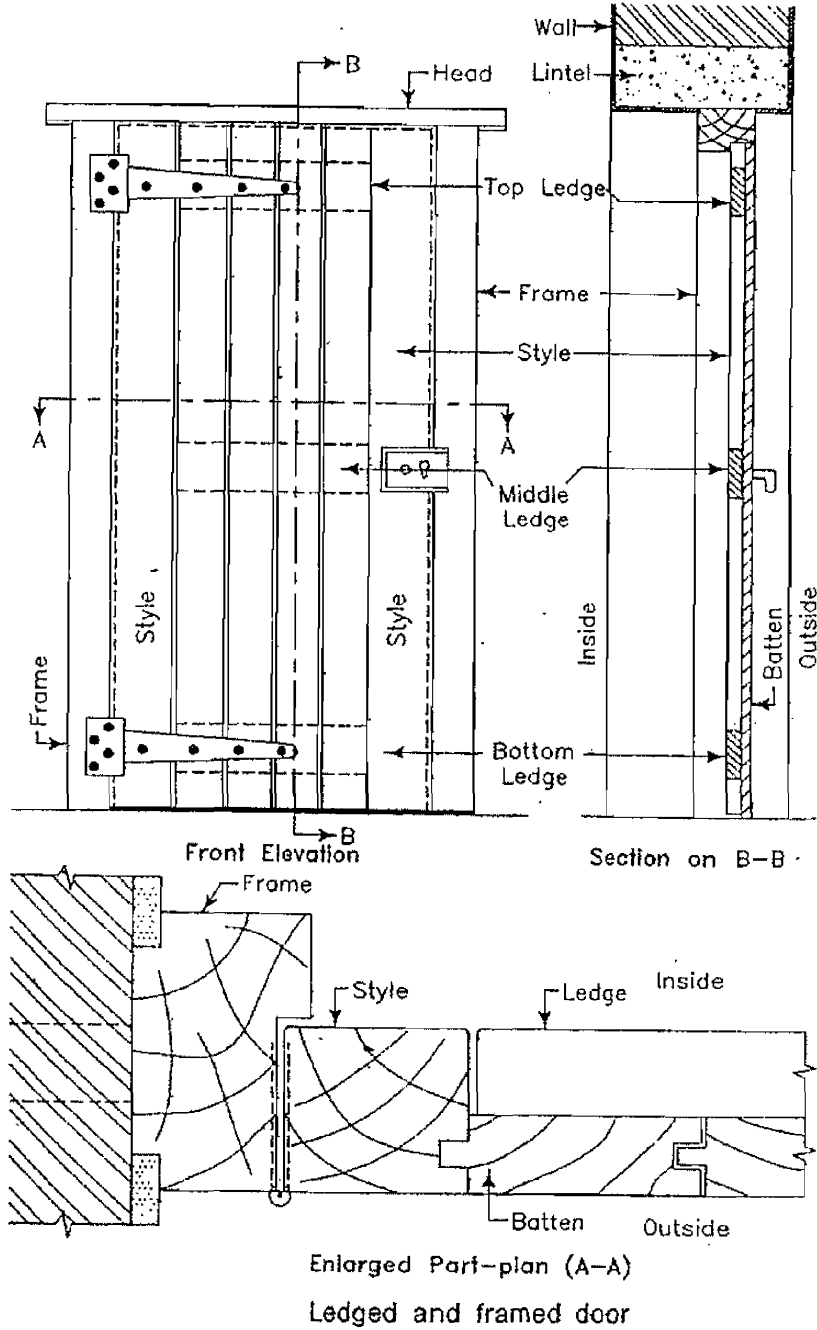 Wall
B
Head
Lintel
Top Ledge
Frame
Style
A
A
Middle
Ledge
Style
Style
Inside
Batten
Outside
Frame
Bottom
Ledge
B
Front Elevation
Section on B-B
Frame
Style
Ledge
Inside
Batten
Outside
Enlarged Part-plan (A-A)
Ledged and framed door